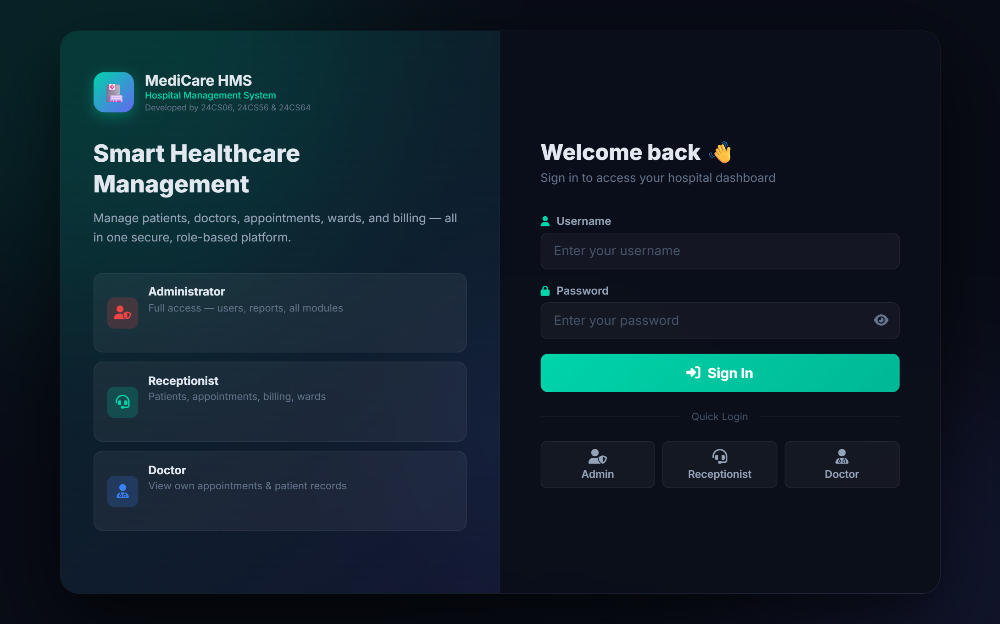 MediCare HMS
Hospital Management System
Developed by 24CS06, 24CS56 & 24CS64
Smart Healthcare
Management
Manage patients, doctors, appointments, wards, and billing — all
in one secure, role-based platform.
Administrator
Full access — users, reports, all modules
Receptionist
Patients, appointments, billing, wards
Doctor
View own appointments & patient records
Welcome back 👋
Sign in to access your hospital dashboard
Username
Enter your username
Password
Enter your password
Sign In
Quick Login
Admin
Receptionist
Doctor